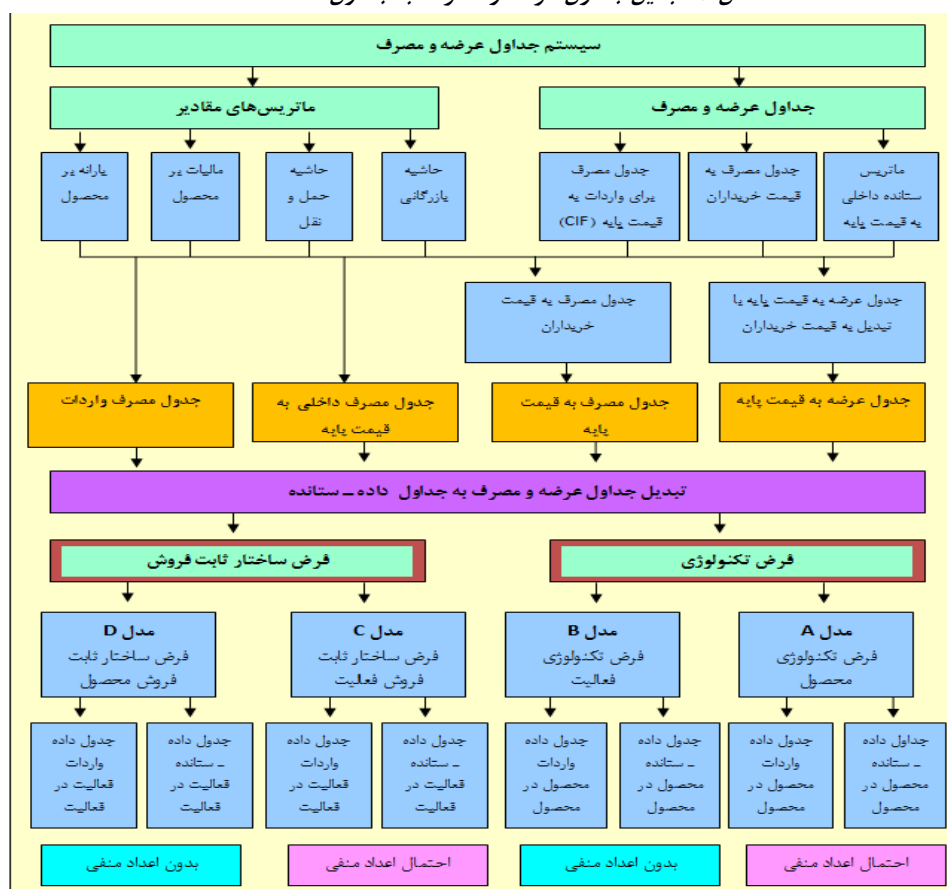 سیستم جداول عرضه و مصرف
جداول عرضه و مصرف
ماتریس‌های مقادیر
ماتریس
ستانده داخلی
به قیمت پایه
جدول مصرف به
قیمت خریداران
جدول مصرف
برای واردات به
قیمت پایه (CIF)
حاشیه
بازرگانی
حاشیه
حمل و
نقل
مالیات بر
محصول
یارانه بر
محصول
جدول عرضه به قیمت پایه با
تبدیل به قیمت خریداران
جدول مصرف به قیمت
خریداران
جدول عرضه به قیمت پایه
جدول مصرف به قیمت
پایه
جدول مصرف داخلی به
قیمت پایه
جدول مصرف واردات
تبدیل جداول عرضه و مصرف به جداول داده ـ ستانده
فرض تکنولوژی
فرض ساختار ثابت فروش
مدل A
فرض تکنولوژی
محصول
مدل B
فرض تکنولوژی
فعالیت
مدل C
فرض ساختار ثابت
فروش فعالیت
مدل D
فرض ساختار ثابت
فروش محصول
جداول داده
ـ ستانده
محصول در
محصول
جدول داده
واردات
محصول در
محصول
جدول داده
ـ ستانده
محصول در
محصول
جدول داده
واردات
محصول در
محصول
جدول داده
ـ ستانده
فعالیت در
فعالیت
جدول داده
واردات
فعالیت در
فعالیت
جدول داده
ـ ستانده
فعالیت در
فعالیت
جدول داده
واردات
فعالیت در
فعالیت
احتمال اعداد منفی
بدون اعداد منفی
احتمال اعداد منفی
بدون اعداد منفی